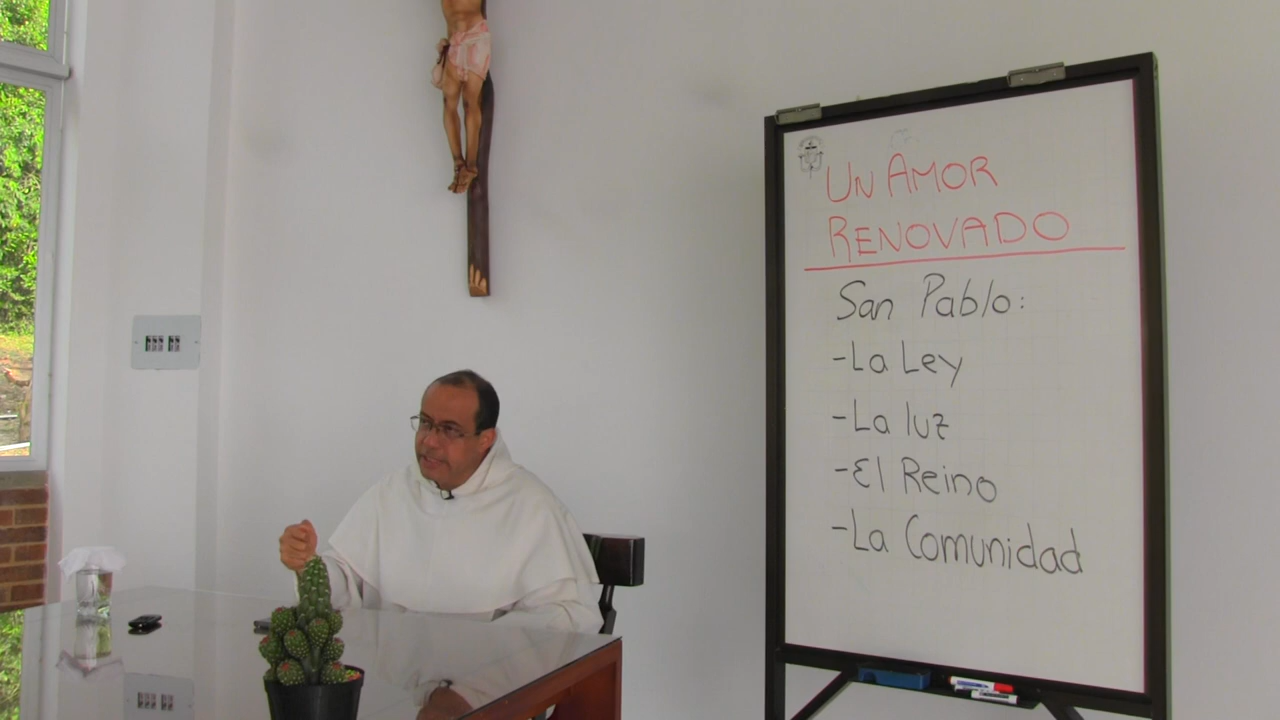 Un Amor
RENOVADO
San Pablo:
-La Ley
-La luz
-El Reino
-La Comunidad